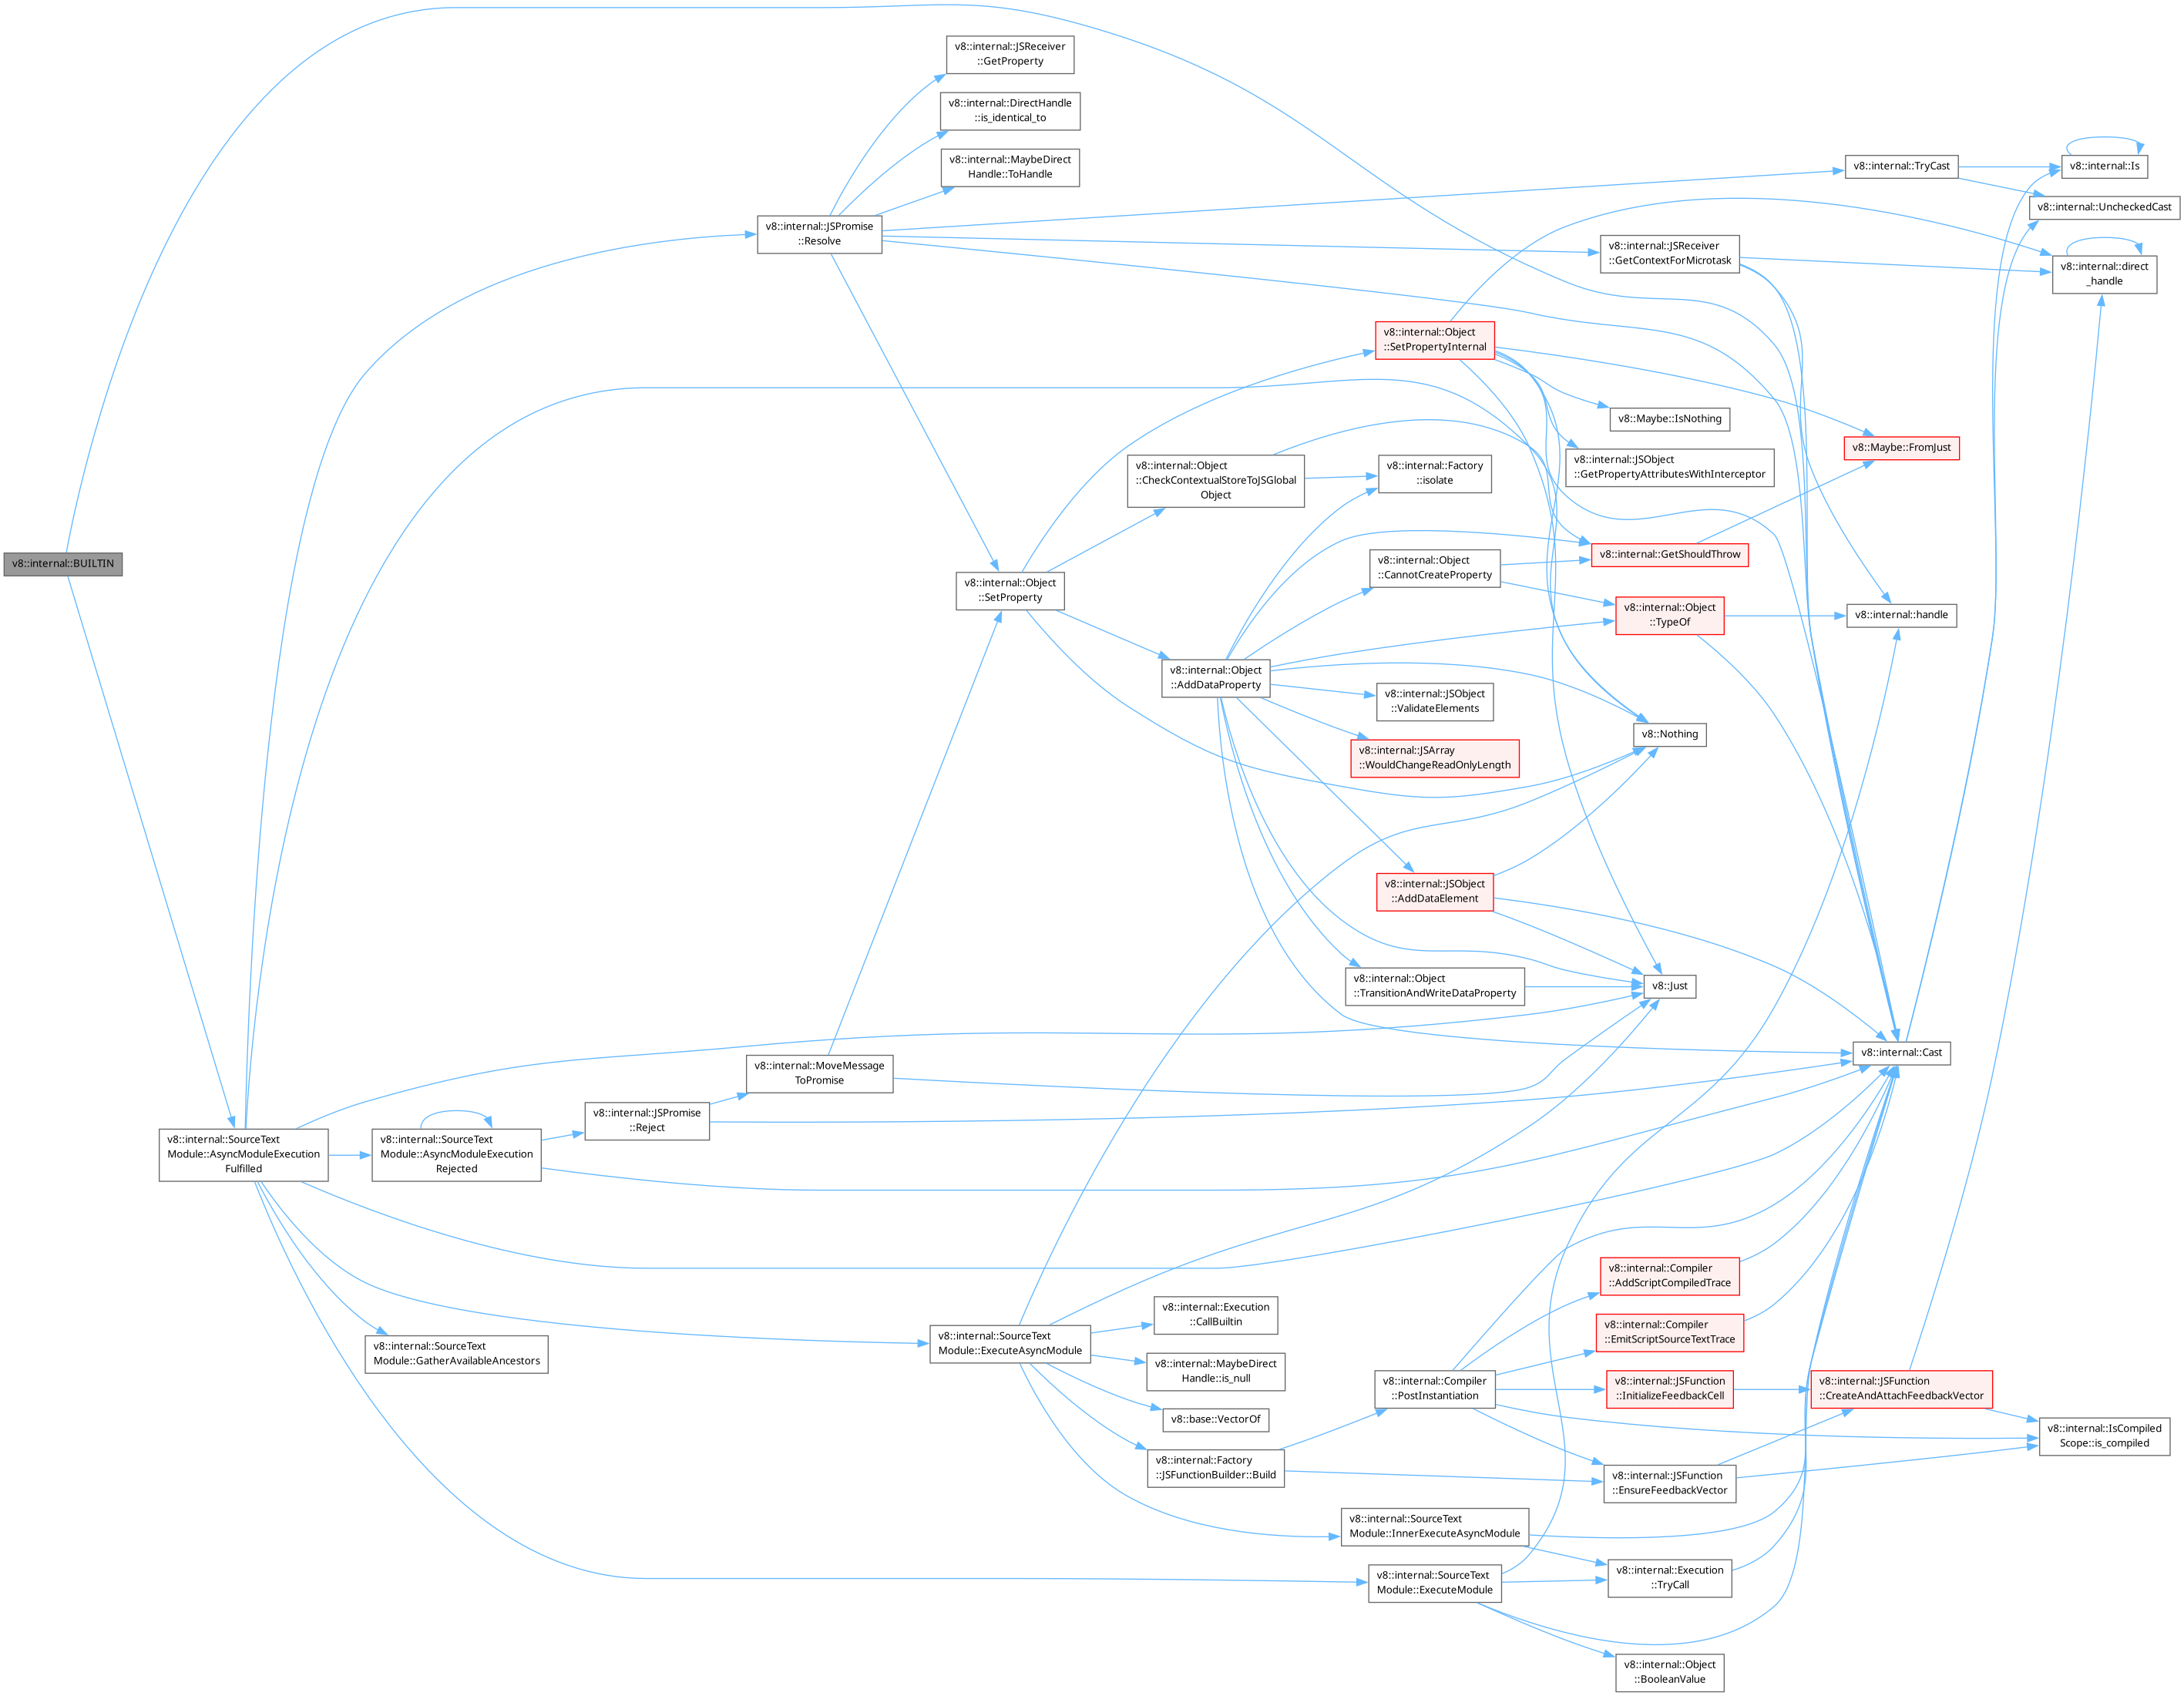 v8::internal::JSReceiver
::GetProperty
v8::internal::DirectHandle
::is_identical_to
v8::internal::MaybeDirect
Handle::ToHandle
v8::internal::TryCast
v8::internal::Is
v8::internal::UncheckedCast
v8::internal::JSPromise
::Resolve
v8::internal::JSReceiver
::GetContextForMicrotask
v8::internal::direct
_handle
v8::internal::Object
::SetPropertyInternal
v8::Maybe::IsNothing
v8::Maybe::FromJust
v8::internal::JSObject
::GetPropertyAttributesWithInterceptor
v8::internal::Object
::CheckContextualStoreToJSGlobal
Object
v8::internal::Factory
::isolate
v8::internal::BUILTIN
v8::internal::GetShouldThrow
v8::internal::Object
::CannotCreateProperty
v8::internal::Object
::SetProperty
v8::internal::Object
::TypeOf
v8::internal::handle
v8::internal::Object
::AddDataProperty
v8::internal::JSObject
::ValidateElements
v8::Nothing
v8::internal::JSArray
::WouldChangeReadOnlyLength
v8::internal::JSObject
::AddDataElement
v8::internal::Object
::TransitionAndWriteDataProperty
v8::Just
v8::internal::Cast
v8::internal::MoveMessage
ToPromise
v8::internal::JSPromise
::Reject
v8::internal::SourceText
Module::AsyncModuleExecution
Fulfilled
v8::internal::SourceText
Module::AsyncModuleExecution
Rejected
v8::internal::Compiler
::AddScriptCompiledTrace
v8::internal::Execution
::CallBuiltin
v8::internal::Compiler
::EmitScriptSourceTextTrace
v8::internal::SourceText
Module::GatherAvailableAncestors
v8::internal::SourceText
Module::ExecuteAsyncModule
v8::internal::MaybeDirect
Handle::is_null
v8::internal::Compiler
::PostInstantiation
v8::internal::JSFunction
::InitializeFeedbackCell
v8::internal::JSFunction
::CreateAndAttachFeedbackVector
v8::base::VectorOf
v8::internal::IsCompiled
Scope::is_compiled
v8::internal::Factory
::JSFunctionBuilder::Build
v8::internal::JSFunction
::EnsureFeedbackVector
v8::internal::SourceText
Module::InnerExecuteAsyncModule
v8::internal::SourceText
Module::ExecuteModule
v8::internal::Execution
::TryCall
v8::internal::Object
::BooleanValue